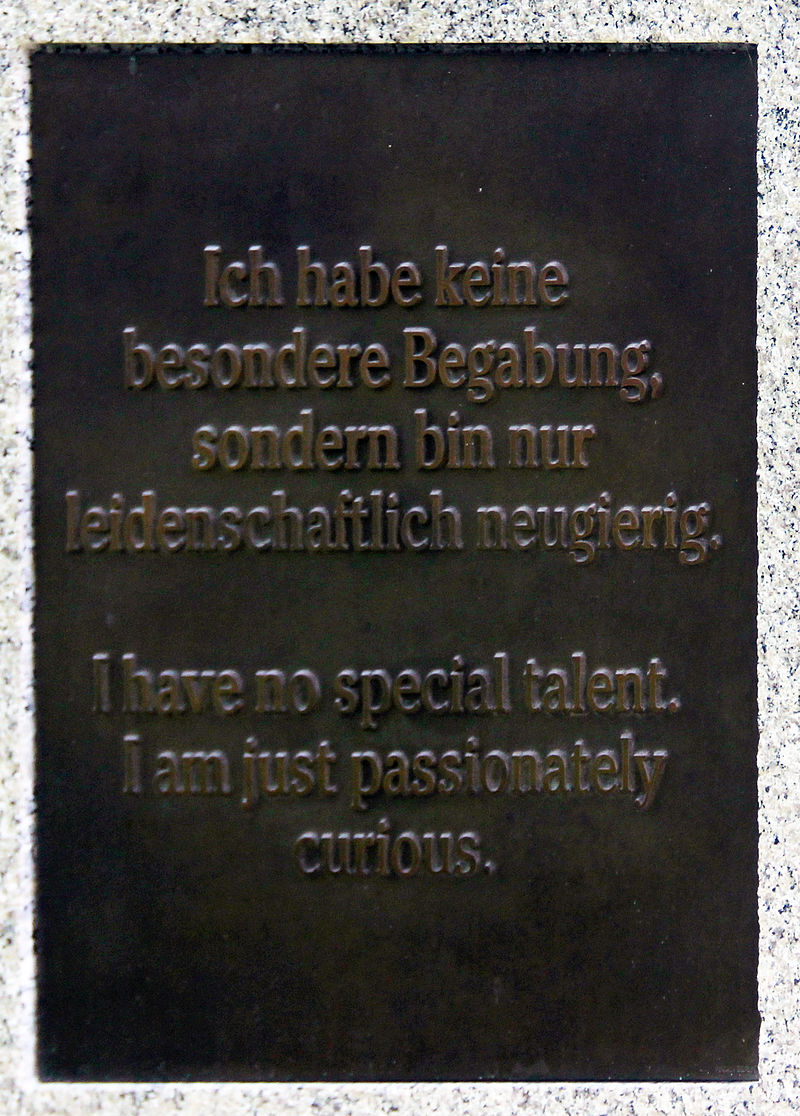 Ich habe keine
besondere Begabung,
sondern bin nur
leidenschaftlich neugierig.
I have no special talent.
I am just passionately
curious.